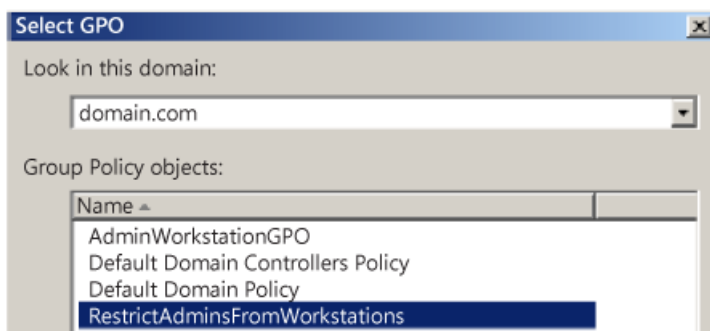 Select GPO
Look in this domain:
domain.com
Group Policy objects:
Name
AdminWorkstationGPO
Default Domain Controllers Policy
Default Domain Policy
RestrictAdminsFromWorkstations